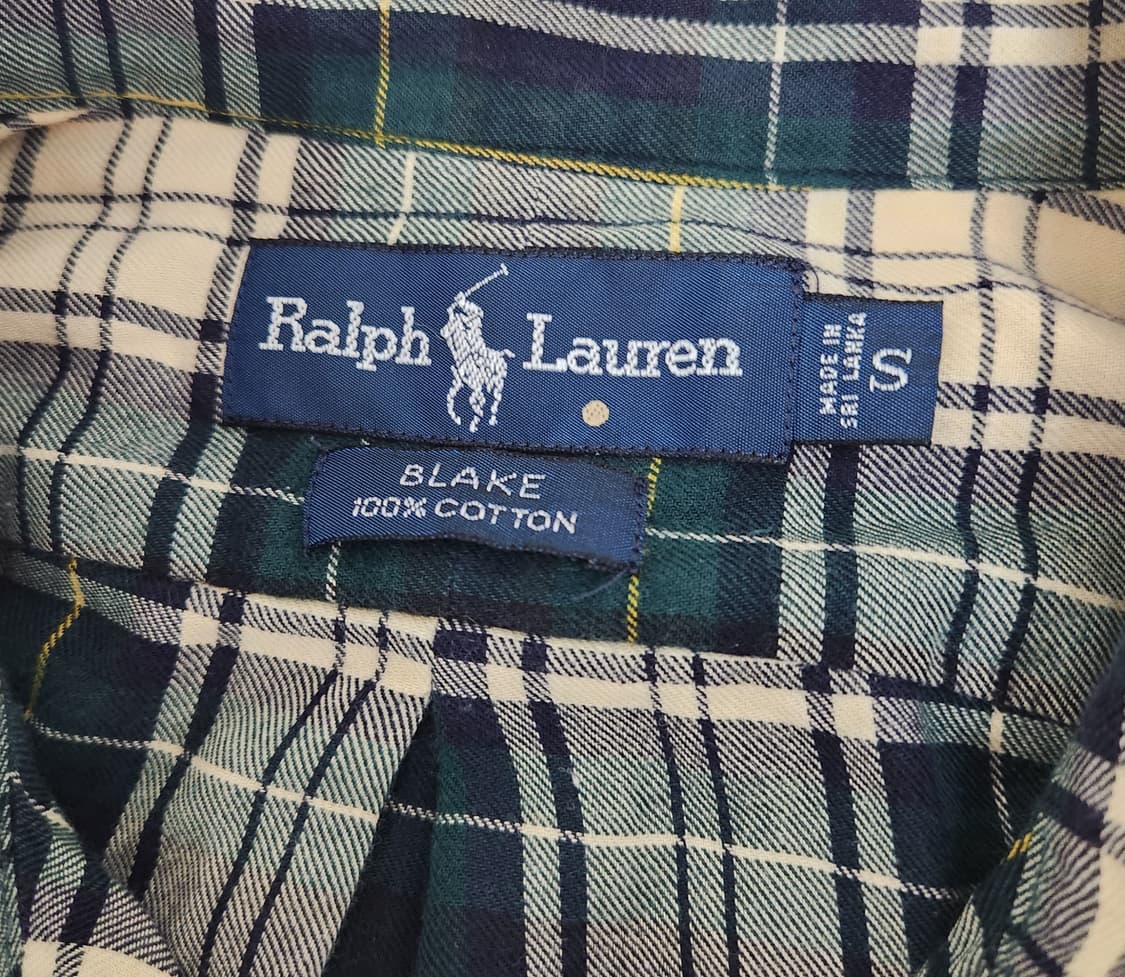 Ralph Lauren
MADE IN
SRI LANKA
S
BLAKE
100% COTTON